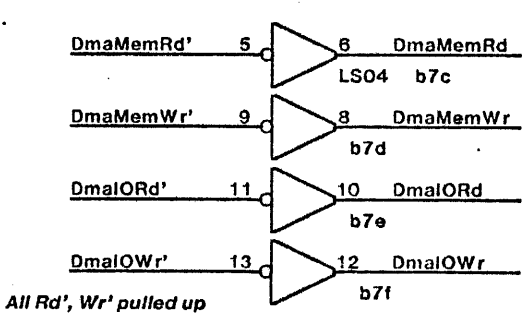 DmaMemRd' 5 6 DmaMemRd
LS04 b7c
DmaMemWr' 9 8 DmaMemWr
b7d
DmaIORd' 11 10 DmaIORd
b7e
DmaIOWr' 13 12 DmaIOWr
b7f
All Rd', Wr' pulled up